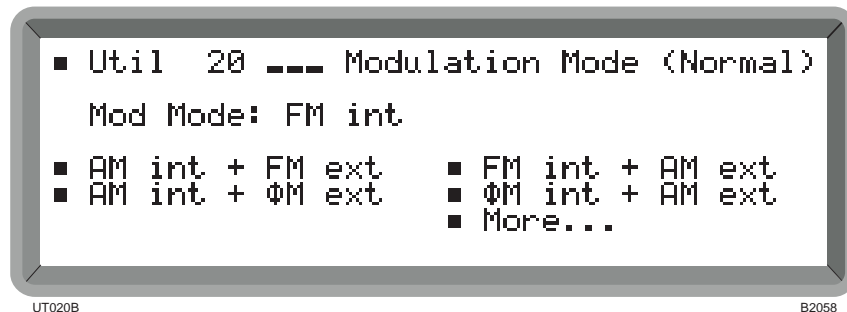 ▪ Util 20 ___ Modulation Mode (Normal)
Mod Mode: FM int
▪ AM int + FM ext ▪ FM int + AM ext
▪ AM int + ΦM ext ▪ ΦM int + AM ext
▪ More...
UT020B B2058